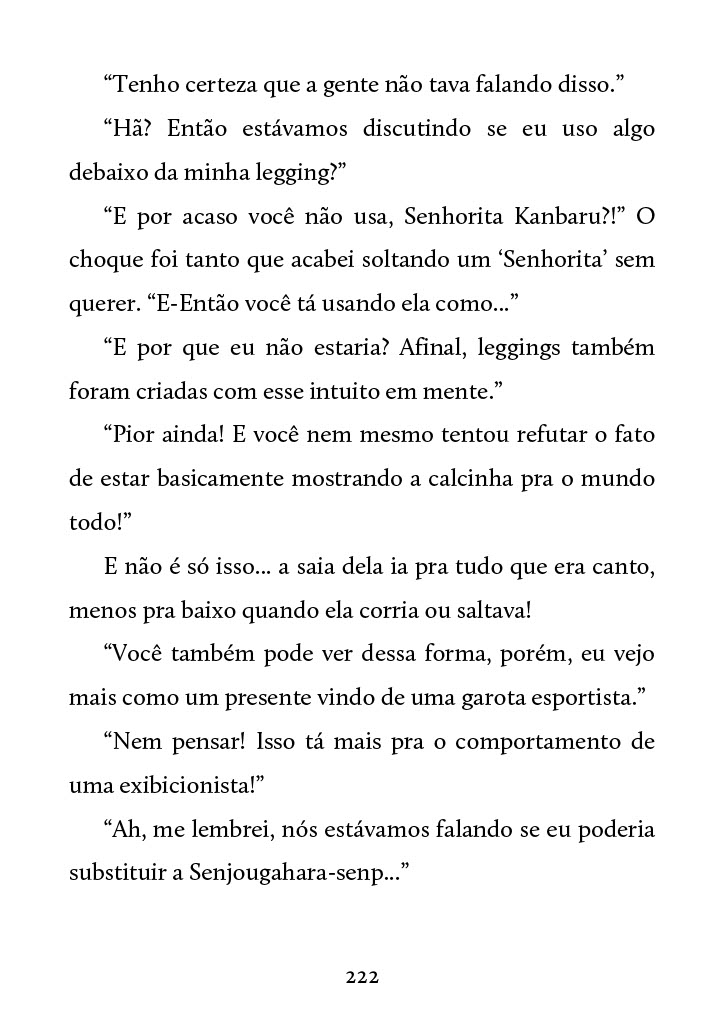 “Tenho certeza que a gente não tava falando disso.”
“Hã? Então estávamos discutindo se eu uso algo
debaixo da minha legging?”
“E por acaso você não usa, Senhorita Kanbaru?!” O
choque foi tanto que acabei soltando um ‘Senhorita’ sem
querer. “E-Então você tá usando ela como...”
“E por que eu não estaria? Afinal, leggings também
foram criadas com esse intuito em mente.”
“Pior ainda! E você nem mesmo tentou refutar o fato
de estar basicamente mostrando a calcinha pra o mundo
todo!”
E não é só isso... a saia dela ia pra tudo que era canto,
menos pra baixo quando ela corria ou saltava!
“Você também pode ver dessa forma, porém, eu vejo
mais como um presente vindo de uma garota esportista.”
“Nem pensar! Isso tá mais pra o comportamento de
uma exibicionista!”
“Ah, me lembrei, nós estávamos falando se eu poderia
substituir a Senjougahara-senp...”
222